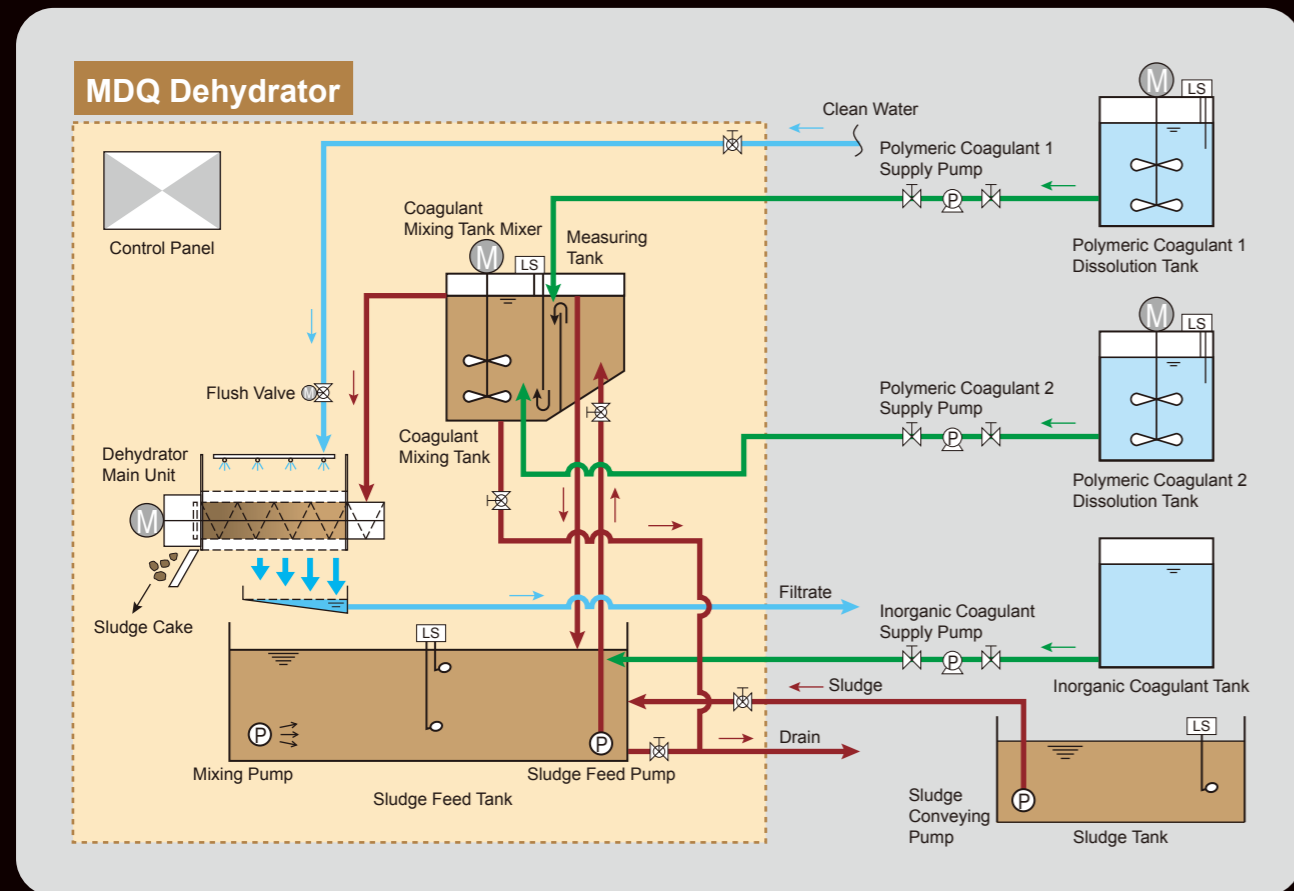 MDQ Dehydrator
Control Panel
Clean Water
Polymeric Coagulant 1
Supply Pump
M
LS
P
Polymeric Coagulant 1
Dissolution Tank
Coagulant
Mixing Tank Mixer
Measuring
Tank
M
LS
Flush Valve
M
Coagulant
Mixing Tank
Polymeric Coagulant 2
Supply Pump
M
LS
P
Polymeric Coagulant 2
Dissolution Tank
Dehydrator
Main Unit
M
Sludge Cake
Filtrate
Inorganic Coagulant
Supply Pump
P
Inorganic Coagulant Tank
LS
Sludge
P
P
Drain
Mixing Pump
Sludge Feed Pump
Sludge Feed Tank
LS
P
Sludge
Conveying
Pump
Sludge Tank